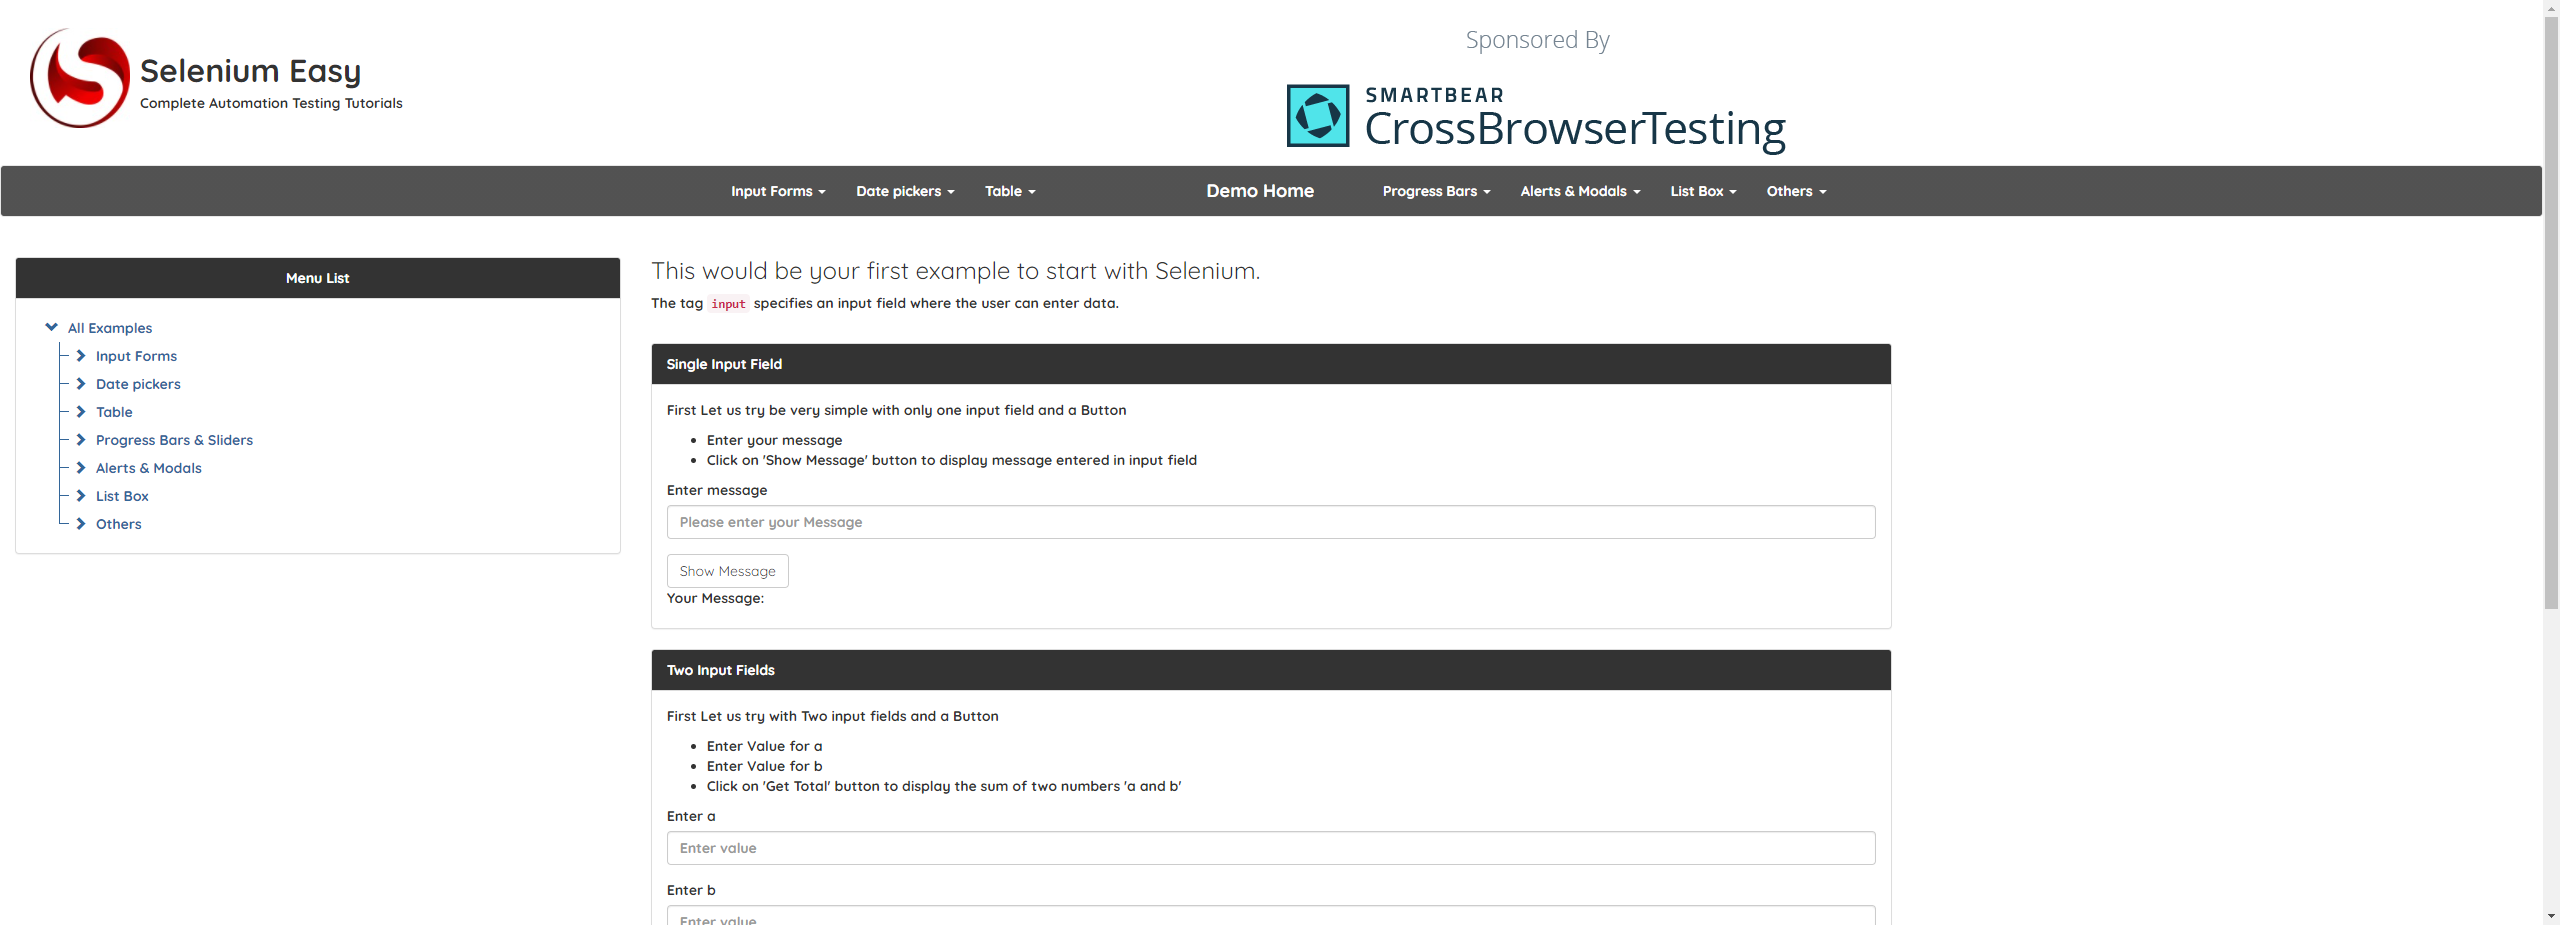 Selenium Easy
Complete Automation Testing Tutorials
Sponsored By
SMARTBEAR
CrossBrowserTesting
Input Forms Date pickers Table Demo Home Progress Bars Alerts & Modals List Box Others
Menu List
All Examples
Input Forms
Date pickers
Table
Progress Bars & Sliders
Alerts & Modals
List Box
Others
This would be your first example to start with Selenium.
The tag input specifies an input field where the user can enter data.
Single Input Field
First Let us try be very simple with only one input field and a Button
Enter your message
Click on 'Show Message' button to display message entered in input field
Enter message
Please enter your Message
Show Message
Your Message:
Two Input Fields
First Let us try with Two input fields and a Button
Enter Value for a
Enter Value for b
Click on 'Get Total' button to display the sum of two numbers 'a and b'
Enter a
Enter value
Enter b
Enter value